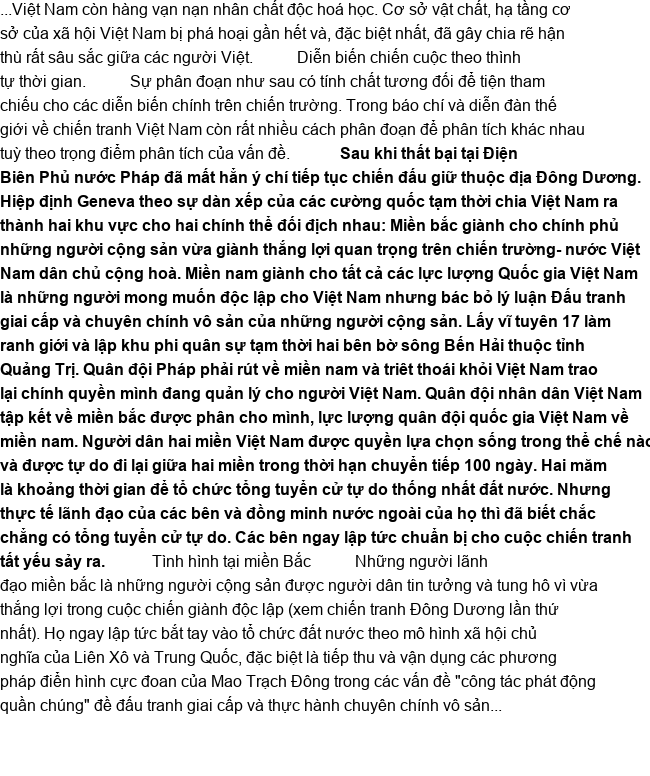 ...Việt Nam còn hàng vạn nạn nhân chất độc hoá học. Cơ sở vật chất, hạ tầng cơ
sở của xã hội Việt Nam bị phá hoại gần hết và, đặc biệt nhất, đã gây chia rẽ hận
thù rất sâu sắc giữa các người Việt. Diễn biến chiến cuộc theo thình
tự thời gian. Sự phân đoạn như sau có tính chất tương đối để tiện tham
chiếu cho các diễn biến chính trên chiến trường. Trong báo chí và diễn đàn thế
giới về chiến tranh Việt Nam còn rất nhiều cách phân đoạn để phân tích khác nhau
tuỳ theo trọng điểm phân tích của vấn đề. Sau khi thất bại tại Điện
Biên Phủ nước Pháp đã mất hẳn ý chí tiếp tục chiến đấu giữ thuộc địa Đông Dương.
Hiệp định Geneva theo sự dàn xếp của các cường quốc tạm thời chia Việt Nam ra
thành hai khu vực cho hai chính thể đối địch nhau: Miền bắc giành cho chính phủ
những người cộng sản vừa giành thắng lợi quan trọng trên chiến trường- nước Việt
Nam dân chủ cộng hoà. Miền nam giành cho tất cả các lực lượng Quốc gia Việt Nam
là những người mong muốn độc lập cho Việt Nam nhưng bác bỏ lý luận Đấu tranh
giai cấp và chuyên chính vô sản của những người cộng sản. Lấy vĩ tuyên 17 làm
ranh giới và lập khu phi quân sự tạm thời hai bên bờ sông Bến Hải thuộc tỉnh
Quảng Trị. Quân đội Pháp phải rút về miền nam và triêt thoái khỏi Việt Nam trao
lại chính quyền mình đang quản lý cho người Việt Nam. Quân đội nhân dân Việt Nam
tập kết về miền bắc được phân cho mình, lực lượng quân đội quốc gia Việt Nam về
miền nam. Người dân hai miền Việt Nam được quyền lựa chọn sống trong thể chế nào
và được tự do đi lại giữa hai miền trong thời hạn chuyển tiếp 100 ngày. Hai măm
là khoảng thời gian để tổ chức tổng tuyển cử tự do thống nhất đất nước. Nhưng
thực tế lãnh đạo của các bên và đồng minh nước ngoài của họ thì đã biết chắc
chẳng có tổng tuyển cử tự do. Các bên ngay lập tức chuẩn bị cho cuộc chiến tranh
tất yếu sảy ra. Tình hình tại miền Bắc Những người lãnh
đạo miền bắc là những người cộng sản được người dân tin tưởng và tung hô vì vừa
thắng lợi trong cuộc chiến giành độc lập (xem chiến tranh Đông Dương lần thứ
nhất). Họ ngay lập tức bắt tay vào tổ chức đất nước theo mô hình xã hội chủ
nghĩa của Liên Xô và Trung Quốc, đặc biệt là tiếp thu và vận dụng các phương
pháp điển hình cực đoan của Mao Trạch Đông trong các vấn đề "công tác phát động
quần chúng" để đấu tranh giai cấp và thực hành chuyên chính vô sản...